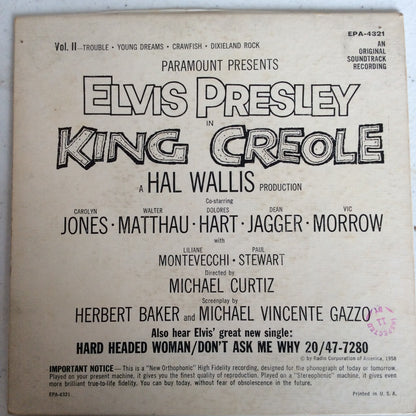 EPA-4321
Vol. II—TROUBLE • YOUNG DREAMS • CRAWFISH • DIXIELAND ROCK
AN
ORIGINAL
SOUNDTRACK
RECORDING
PARAMOUNT PRESENTS
ELVIS PRESLEY
IN
KING CREOLE
A HAL WALLIS PRODUCTION
Co-starring
CAROLYN JONES • WALTER MATTHAU • DOLORES HART • DEAN JAGGER • VIC MORROW
with
LILIANE MONTEVECCHI • PAUL STEWART
Directed by
MICHAEL CURTIZ
Screenplay by
HERBERT BAKER and MICHAEL VINCENTE GAZZO
INSPECTED
11
Also hear Elvis' great new single:
HARD HEADED WOMAN/DON'T ASK ME WHY 20/47-7280
© by Radio Corporation of America, 1958
IMPORTANT NOTICE – This is a "New Orthophonic" High Fidelity recording, designed for the phonograph of today or tomorrow.
Played on your present machine, it gives you the finest quality of reproduction. Played on a "Stereophonic" machine, it gives even
more brilliant true-to-life fidelity. You can buy today, without fear of obsolescence in the future.
EPA-4321
Printed in U. S. A.